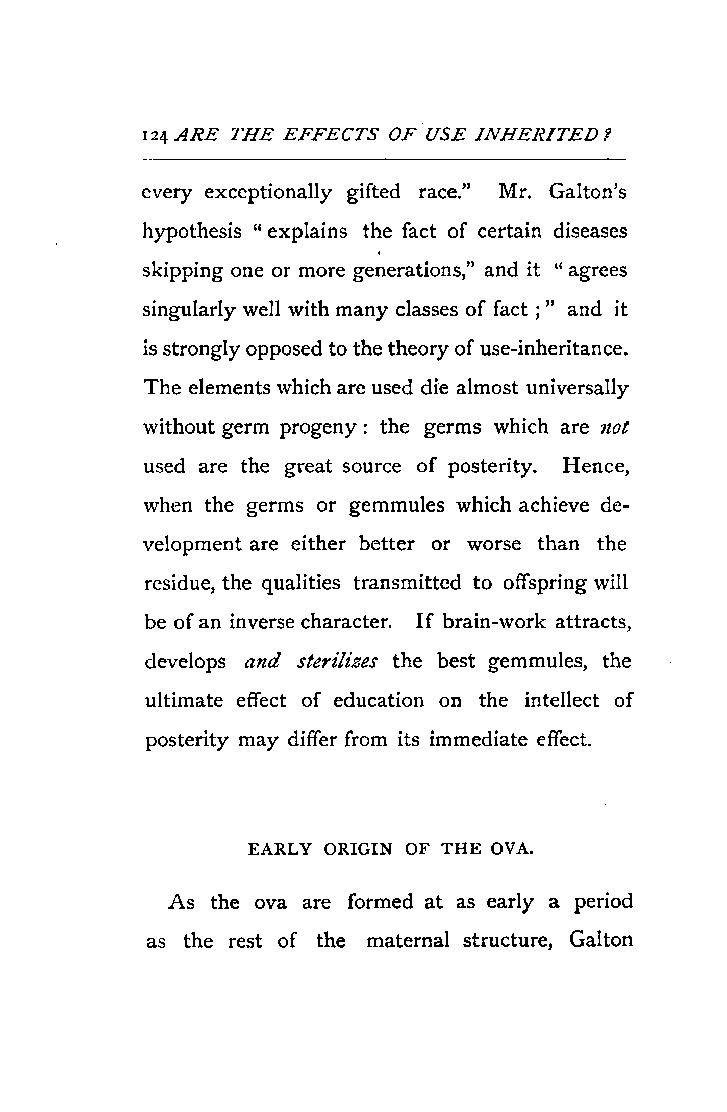 124 ARE THE EFFECTS OF USE INHERITED?
every exceptionally gifted race.” Mr. Galton’s
hypothesis “ explains the fact of certain diseases
skipping one or more generations,” and it “ agrees
singularly well with many classes of fact ; ” and it
is strongly opposed to the theory of use-inheritance.
The elements which are used die almost universally
without germ progeny : the germs which are not
used are the great source of posterity. Hence,
when the germs or gemmules which achieve de-
velopment are either better or worse than the
residue, the qualities transmitted to offspring will
be of an inverse character. If brain-work attracts,
develops and sterilizes the best gemmules, the
ultimate effect of education on the intellect of
posterity may differ from its immediate effect.
EARLY ORIGIN OF THE OVA.
As the ova are formed at as early a period
as the rest of the maternal structure, Galton